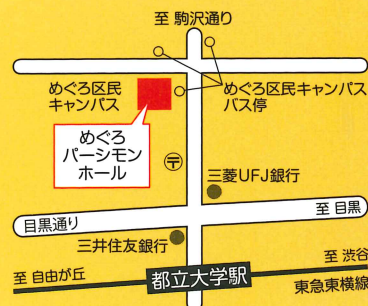 至 駒沢通り
めぐろ区民
キャンパス
めぐろ区民キャンパス
バス停
めぐろ
パーシモン
ホール
〒
三菱UFJ銀行
目黒通り
至 目黒
三井住友銀行
至 渋谷
至 自由が丘
都立大学駅
東急東横線